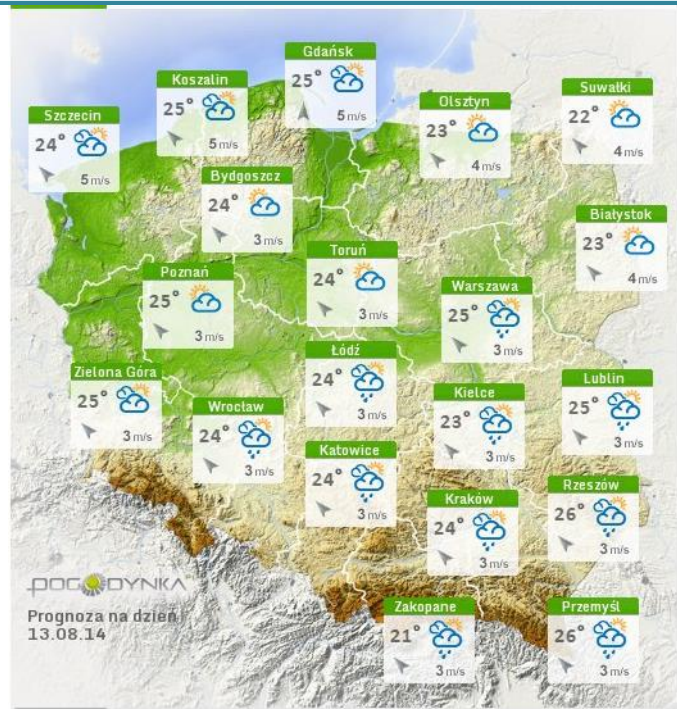 Gdańsk
25°
5 m/s
Koszalin
25°
5 m/s
Suwałki
22°
4 m/s
Olsztyn
23°
4 m/s
Szczecin
24°
5 m/s
Bydgoszcz
24°
3 m/s
Białystok
23°
4 m/s
Toruń
24°
3 m/s
Poznań
25°
3 m/s
Warszawa
25°
3 m/s
Łódź
24°
3 m/s
Zielona Góra
25°
3 m/s
Lublin
25°
3 m/s
Kielce
23°
3 m/s
Wrocław
24°
3 m/s
Katowice
24°
3 m/s
Rzeszów
26°
3 m/s
Kraków
24°
3 m/s
POGODYNKA
Prognoza na dzień
13.08.14
Zakopane
21°
3 m/s
Przemyśl
26°
3 m/s